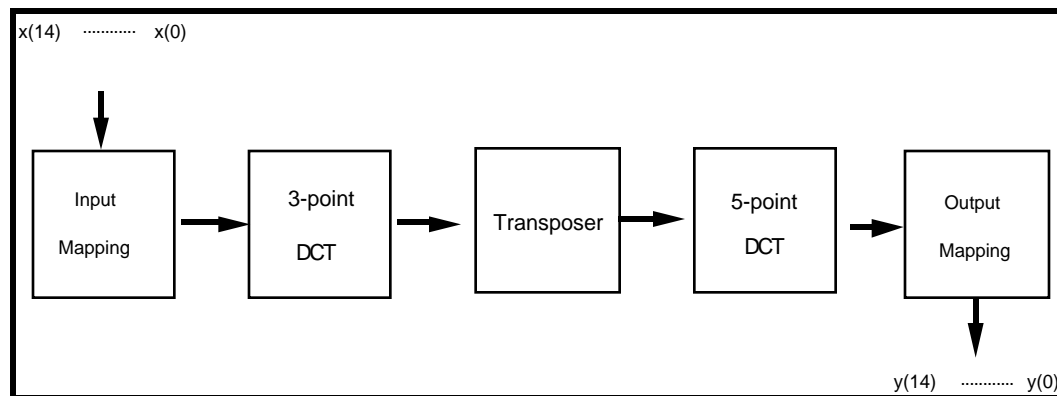 x(14) ............ x(0)
Input
Mapping
3-point
DCT
Transposer
5-point
DCT
Output
Mapping
y(14) ............ y(0)